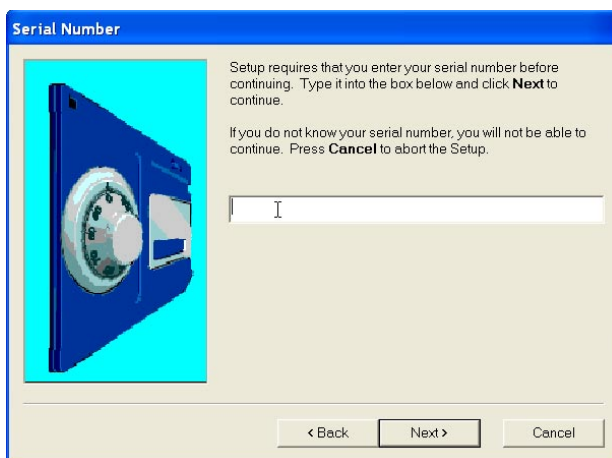 Serial Number
Setup requires that you enter your serial number before
continuing. Type it into the box below and click Next to
continue.
If you do not know your serial number, you will not be able to
continue. Press Cancel to abort the Setup.
< Back
Next >
Cancel